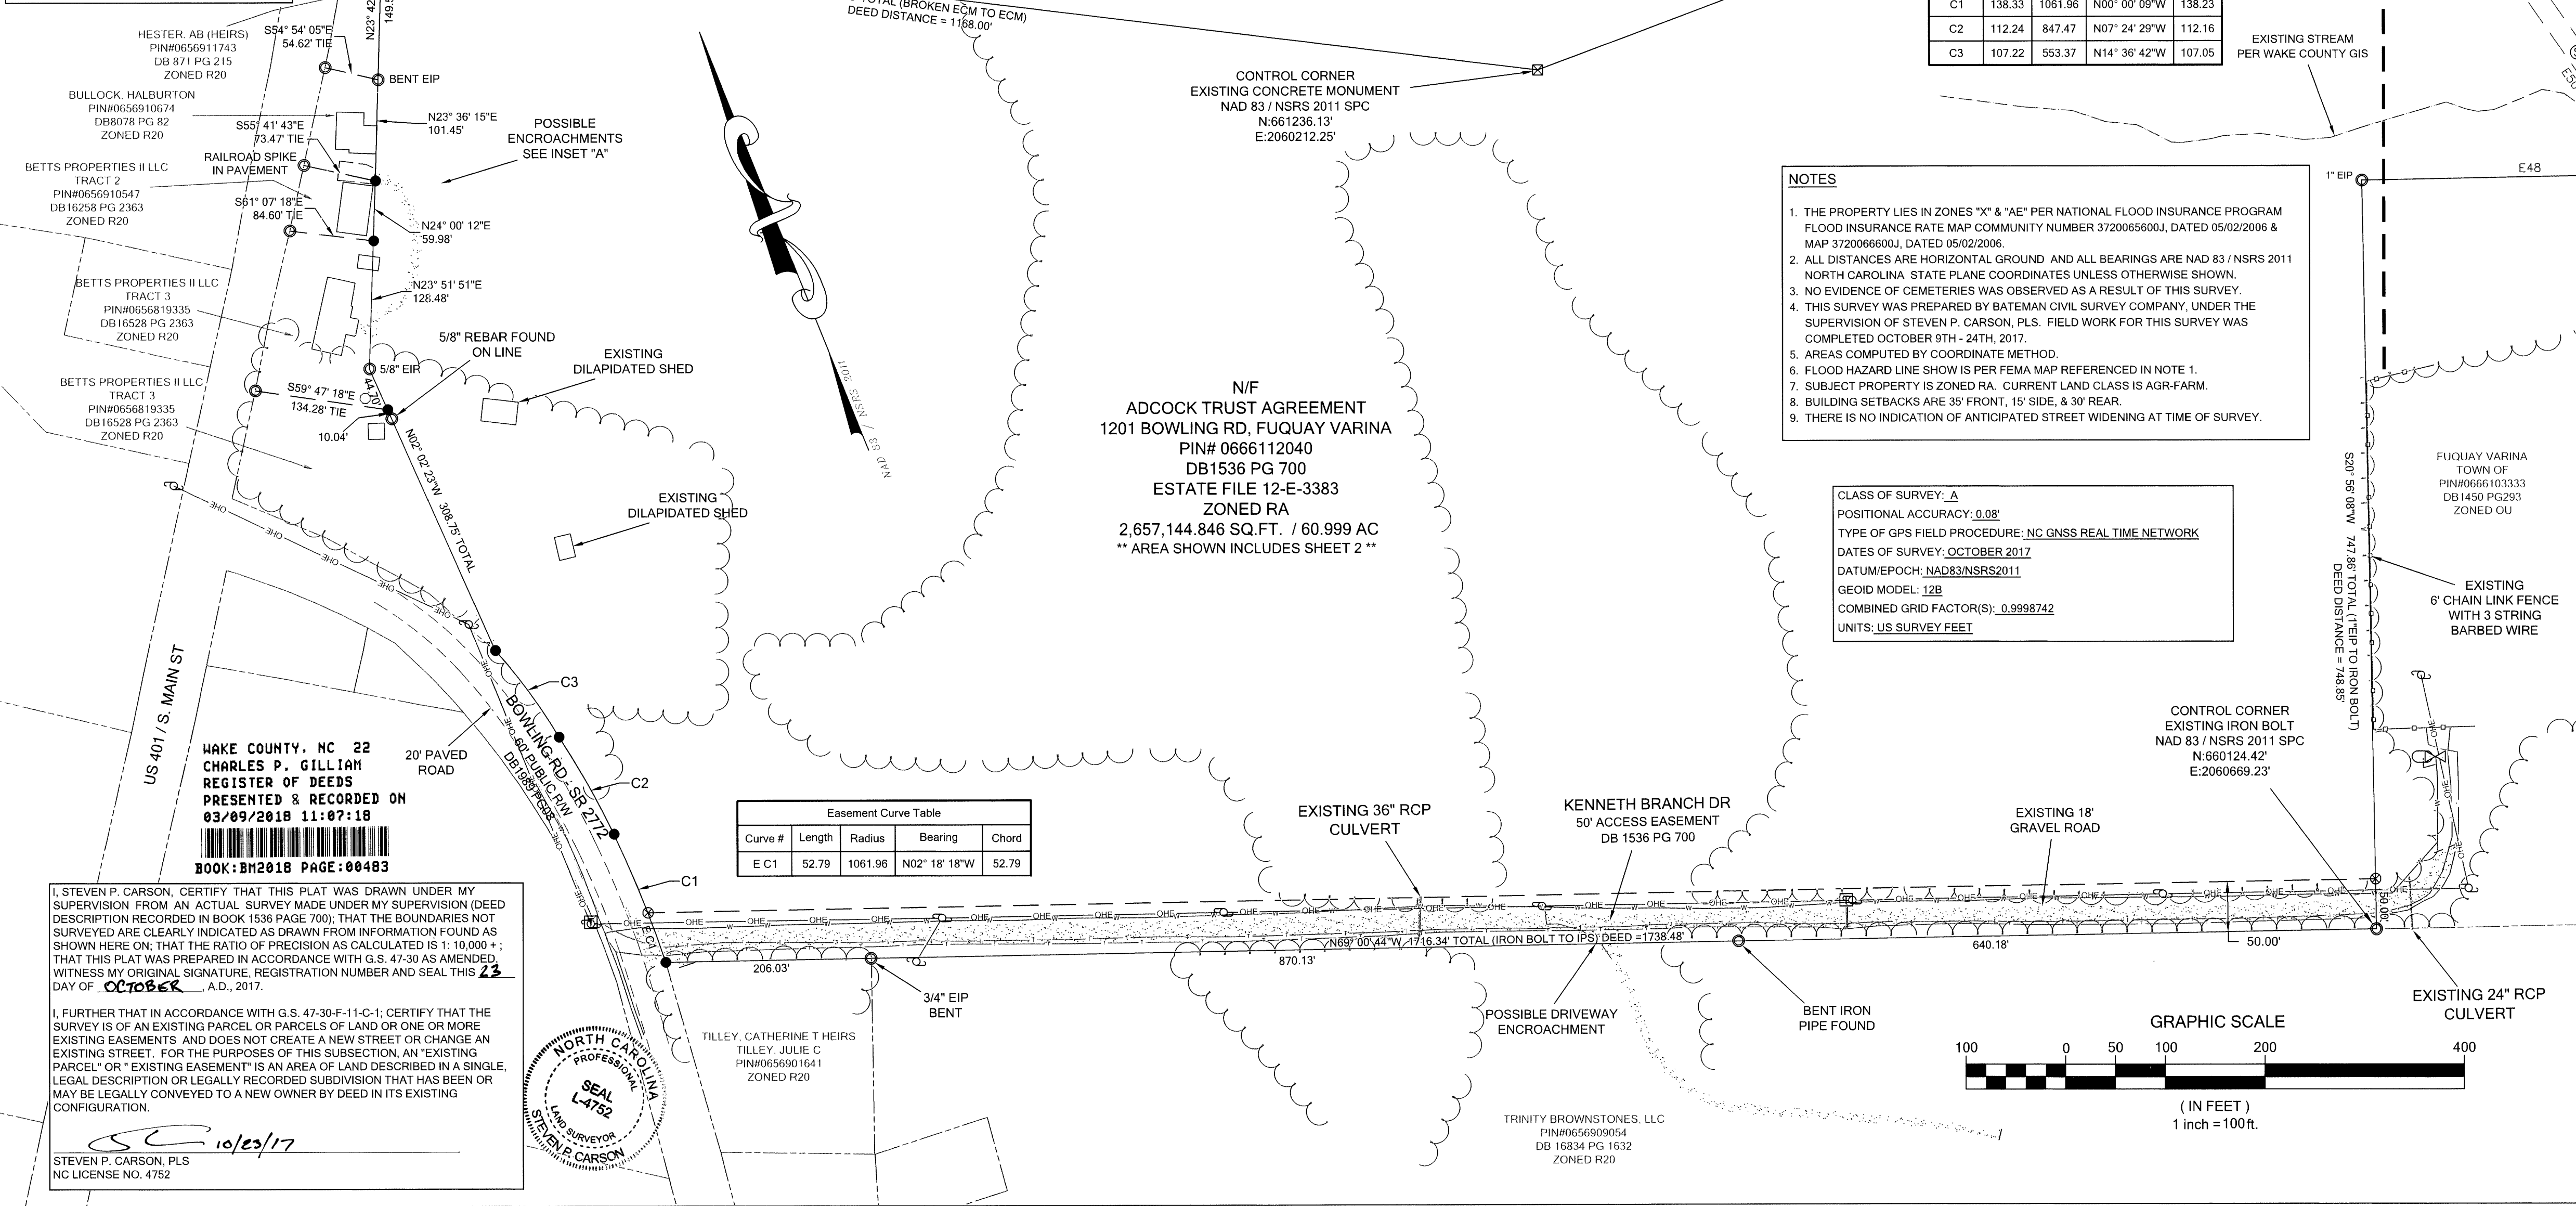 HESTER, AB (HEIRS)
PIN#0656911743
DB 871 PG 215
ZONED R20
S54° 54' 05"E
54.62' TIE
BENT EIP
BULLOCK, HALBURTON
PIN#0656910674
DB8078 PG 82
ZONED R20
N23° 36' 15"E
101.45'
S55° 41' 43"E
73.47' TIE
RAILROAD SPIKE
IN PAVEMENT
POSSIBLE
ENCROACHMENTS
SEE INSET "A"
BETTS PROPERTIES II LLC
TRACT 2
PIN#0656910547
DB16258 PG 2363
ZONED R20
S61° 07' 18"E
84.60' TIE
N24° 00' 12"E
59.98'
N23° 51' 51"E
128.48'
BETTS PROPERTIES II LLC
TRACT 3
PIN#0656819335
DB16528 PG 2363
ZONED R20
5/8" REBAR FOUND
ON LINE
5/8" EIR
44.70'
EXISTING
DILAPIDATED SHED
BETTS PROPERTIES II LLC
TRACT 3
PIN#0656819335
DB16528 PG 2363
ZONED R20
S59° 47' 18"E
134.28' TIE
10.04'
N02° 02' 23"W 308.75' TOTAL
EXISTING
DILAPIDATED SHED
TOTAL (BROKEN ECM TO ECM)
DEED DISTANCE = 1168.00'
NAD 83 / NSRS 2011
CONTROL CORNER
EXISTING CONCRETE MONUMENT
NAD 83 / NSRS 2011 SPC
N:661236.13'
E:2060212.25'
C1 138.33 1061.96 N00° 00' 09"W 138.23
C2 112.24 847.47 N07° 24' 29"W 112.16
C3 107.22 553.37 N14° 36' 42"W 107.05
EXISTING STREAM
PER WAKE COUNTY GIS
1" EIP
E48
NOTES
1. THE PROPERTY LIES IN ZONES "X" & "AE" PER NATIONAL FLOOD INSURANCE PROGRAM
FLOOD INSURANCE RATE MAP COMMUNITY NUMBER 3720065600J, DATED 05/02/2006 &
MAP 3720066600J, DATED 05/02/2006.
2. ALL DISTANCES ARE HORIZONTAL GROUND AND ALL BEARINGS ARE NAD 83 / NSRS 2011
NORTH CAROLINA STATE PLANE COORDINATES UNLESS OTHERWISE SHOWN.
3. NO EVIDENCE OF CEMETERIES WAS OBSERVED AS A RESULT OF THIS SURVEY.
4. THIS SURVEY WAS PREPARED BY BATEMAN CIVIL SURVEY COMPANY, UNDER THE
SUPERVISION OF STEVEN P. CARSON, PLS. FIELD WORK FOR THIS SURVEY WAS
COMPLETED OCTOBER 9TH - 24TH, 2017.
5. AREAS COMPUTED BY COORDINATE METHOD.
6. FLOOD HAZARD LINE SHOW IS PER FEMA MAP REFERENCED IN NOTE 1.
7. SUBJECT PROPERTY IS ZONED RA. CURRENT LAND CLASS IS AGR-FARM.
8. BUILDING SETBACKS ARE 35' FRONT, 15' SIDE, & 30' REAR.
9. THERE IS NO INDICATION OF ANTICIPATED STREET WIDENING AT TIME OF SURVEY.
N/F
ADCOCK TRUST AGREEMENT
1201 BOWLING RD, FUQUAY VARINA
PIN# 0666112040
DB1536 PG 700
ESTATE FILE 12-E-3383
ZONED RA
2,657,144.846 SQ.FT. / 60.999 AC
** AREA SHOWN INCLUDES SHEET 2 **
CLASS OF SURVEY: A
POSITIONAL ACCURACY: 0.08'
TYPE OF GPS FIELD PROCEDURE: NC GNSS REAL TIME NETWORK
DATES OF SURVEY: OCTOBER 2017
DATUM/EPOCH: NAD83/NSRS2011
GEOID MODEL: 12B
COMBINED GRID FACTOR(S): 0.9998742
UNITS: US SURVEY FEET
FUQUAY VARINA
TOWN OF
PIN#0666103333
DB1450 PG293
ZONED OU
S20° 56' 08"W 747.86' TOTAL (1"EIP TO IRON BOLT)
DEED DISTANCE = 748.85'
EXISTING
6' CHAIN LINK FENCE
WITH 3 STRING
BARBED WIRE
CONTROL CORNER
EXISTING IRON BOLT
NAD 83 / NSRS 2011 SPC
N:660124.42'
E:2060669.23'
US 401 / S. MAIN ST
20' PAVED
ROAD
BOWLING RD - SR 2772
60' PUBLIC R/W
DB1989 PG08
C3
C2
C1
E C1
WAKE COUNTY, NC 22
CHARLES P. GILLIAM
REGISTER OF DEEDS
PRESENTED & RECORDED ON
03/09/2018 11:07:18
BOOK:BM2018 PAGE:00483
Easement Curve Table
Curve # Length Radius Bearing Chord
E C1 52.79 1061.96 N02° 18' 18"W 52.79
EXISTING 36" RCP
CULVERT
KENNETH BRANCH DR
50' ACCESS EASEMENT
DB 1536 PG 700
EXISTING 18'
GRAVEL ROAD
N69° 00' 44"W 1716.34' TOTAL (IRON BOLT TO IPS) DEED =1738.48'
206.03'
870.13'
640.18'
50.00'
50.00'
3/4" EIP
BENT
POSSIBLE DRIVEWAY
ENCROACHMENT
BENT IRON
PIPE FOUND
EXISTING 24" RCP
CULVERT
I, STEVEN P. CARSON, CERTIFY THAT THIS PLAT WAS DRAWN UNDER MY
SUPERVISION FROM AN ACTUAL SURVEY MADE UNDER MY SUPERVISION (DEED
DESCRIPTION RECORDED IN BOOK 1536 PAGE 700); THAT THE BOUNDARIES NOT
SURVEYED ARE CLEARLY INDICATED AS DRAWN FROM INFORMATION FOUND AS
SHOWN HERE ON; THAT THE RATIO OF PRECISION AS CALCULATED IS 1: 10,000 + ;
THAT THIS PLAT WAS PREPARED IN ACCORDANCE WITH G.S. 47-30 AS AMENDED.
WITNESS MY ORIGINAL SIGNATURE, REGISTRATION NUMBER AND SEAL THIS 23
DAY OF OCTOBER, A.D., 2017.
I, FURTHER THAT IN ACCORDANCE WITH G.S. 47-30-F-11-C-1; CERTIFY THAT THE
SURVEY IS OF AN EXISTING PARCEL OR PARCELS OF LAND OR ONE OR MORE
EXISTING EASEMENTS AND DOES NOT CREATE A NEW STREET OR CHANGE AN
EXISTING STREET. FOR THE PURPOSES OF THIS SUBSECTION, AN "EXISTING
PARCEL" OR " EXISTING EASEMENT" IS AN AREA OF LAND DESCRIBED IN A SINGLE,
LEGAL DESCRIPTION OR LEGALLY RECORDED SUBDIVISION THAT HAS BEEN OR
MAY BE LEGALLY CONVEYED TO A NEW OWNER BY DEED IN ITS EXISTING
CONFIGURATION.
10/23/17
STEVEN P. CARSON, PLS
NC LICENSE NO. 4752
NORTH CAROLINA
PROFESSIONAL
SEAL
L-4752
LAND SURVEYOR
STEVEN P. CARSON
TILLEY, CATHERINE T HEIRS
TILLEY, JULIE C
PIN#0656901641
ZONED R20
TRINITY BROWNSTONES, LLC
PIN#0656909054
DB 16834 PG 1632
ZONED R20
GRAPHIC SCALE
100 0 50 100 200 400
( IN FEET )
1 inch = 100 ft.